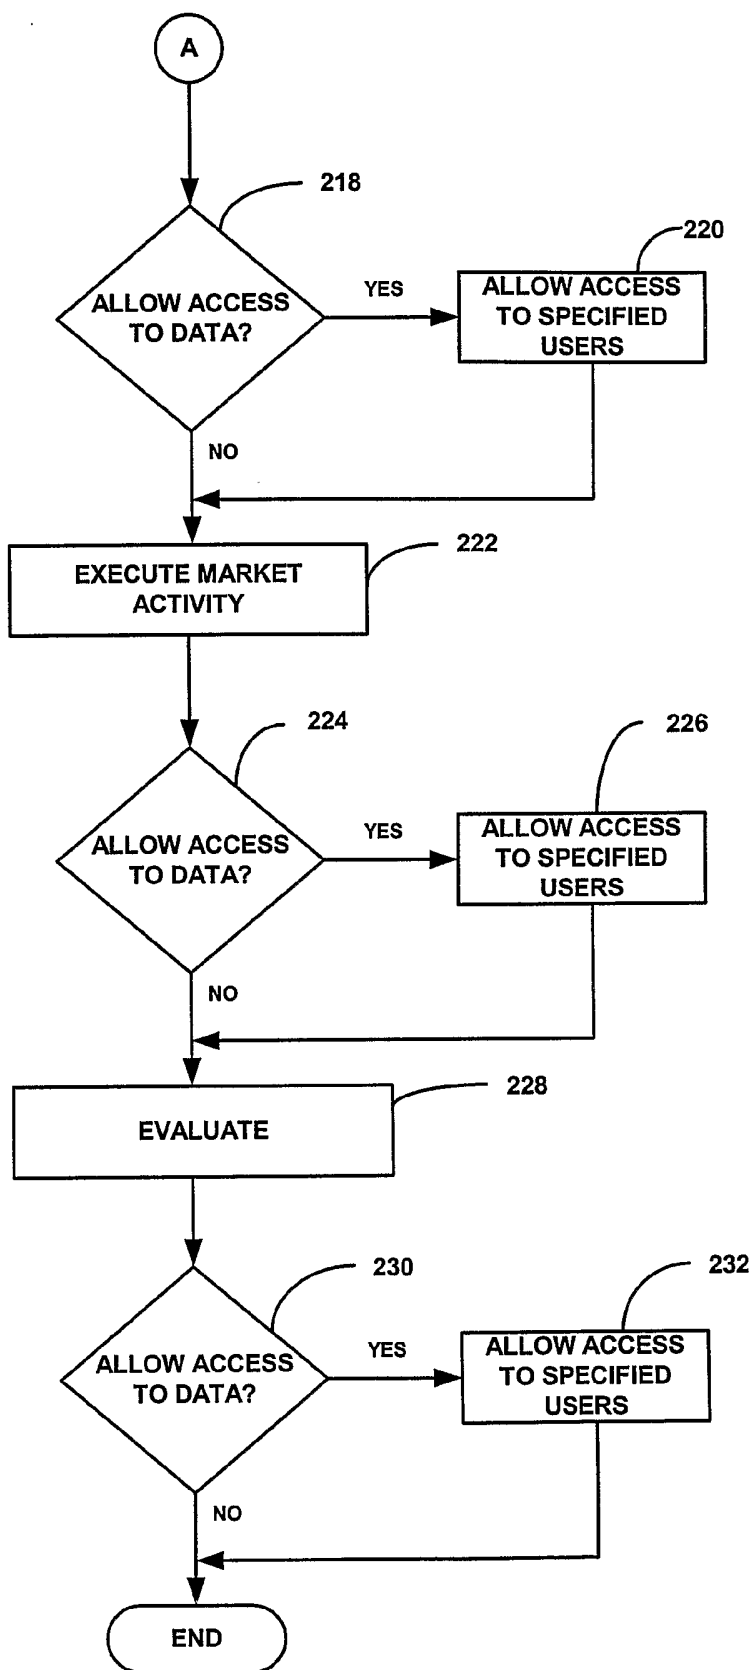 A
218
220
ALLOW ACCESS
TO DATA?
YES
ALLOW ACCESS
TO SPECIFIED
USERS
NO
222
EXECUTE MARKET
ACTIVITY
224
226
ALLOW ACCESS
TO DATA?
YES
ALLOW ACCESS
TO SPECIFIED
USERS
NO
228
EVALUATE
230
232
ALLOW ACCESS
TO DATA?
YES
ALLOW ACCESS
TO SPECIFIED
USERS
NO
END